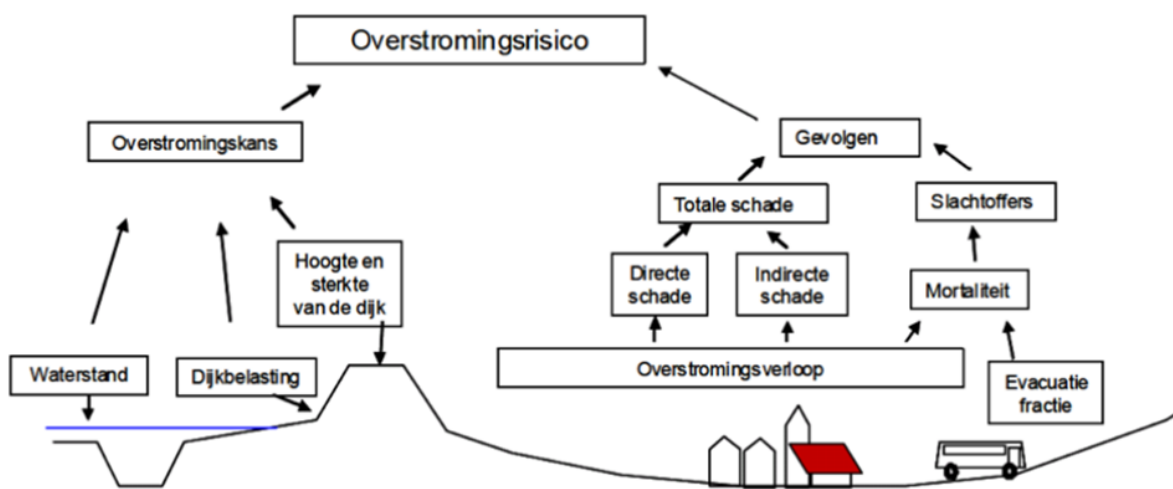 Overstromingsrisico
Overstromingskans
Gevolgen
Totale schade
Slachtoffers
Hoogte en
sterkte
van de dijk
Directe
schade
Indirecte
schade
Mortaliteit
Waterstand
Dijkbelasting
Overstromingsverloop
Evacuatie
fractie